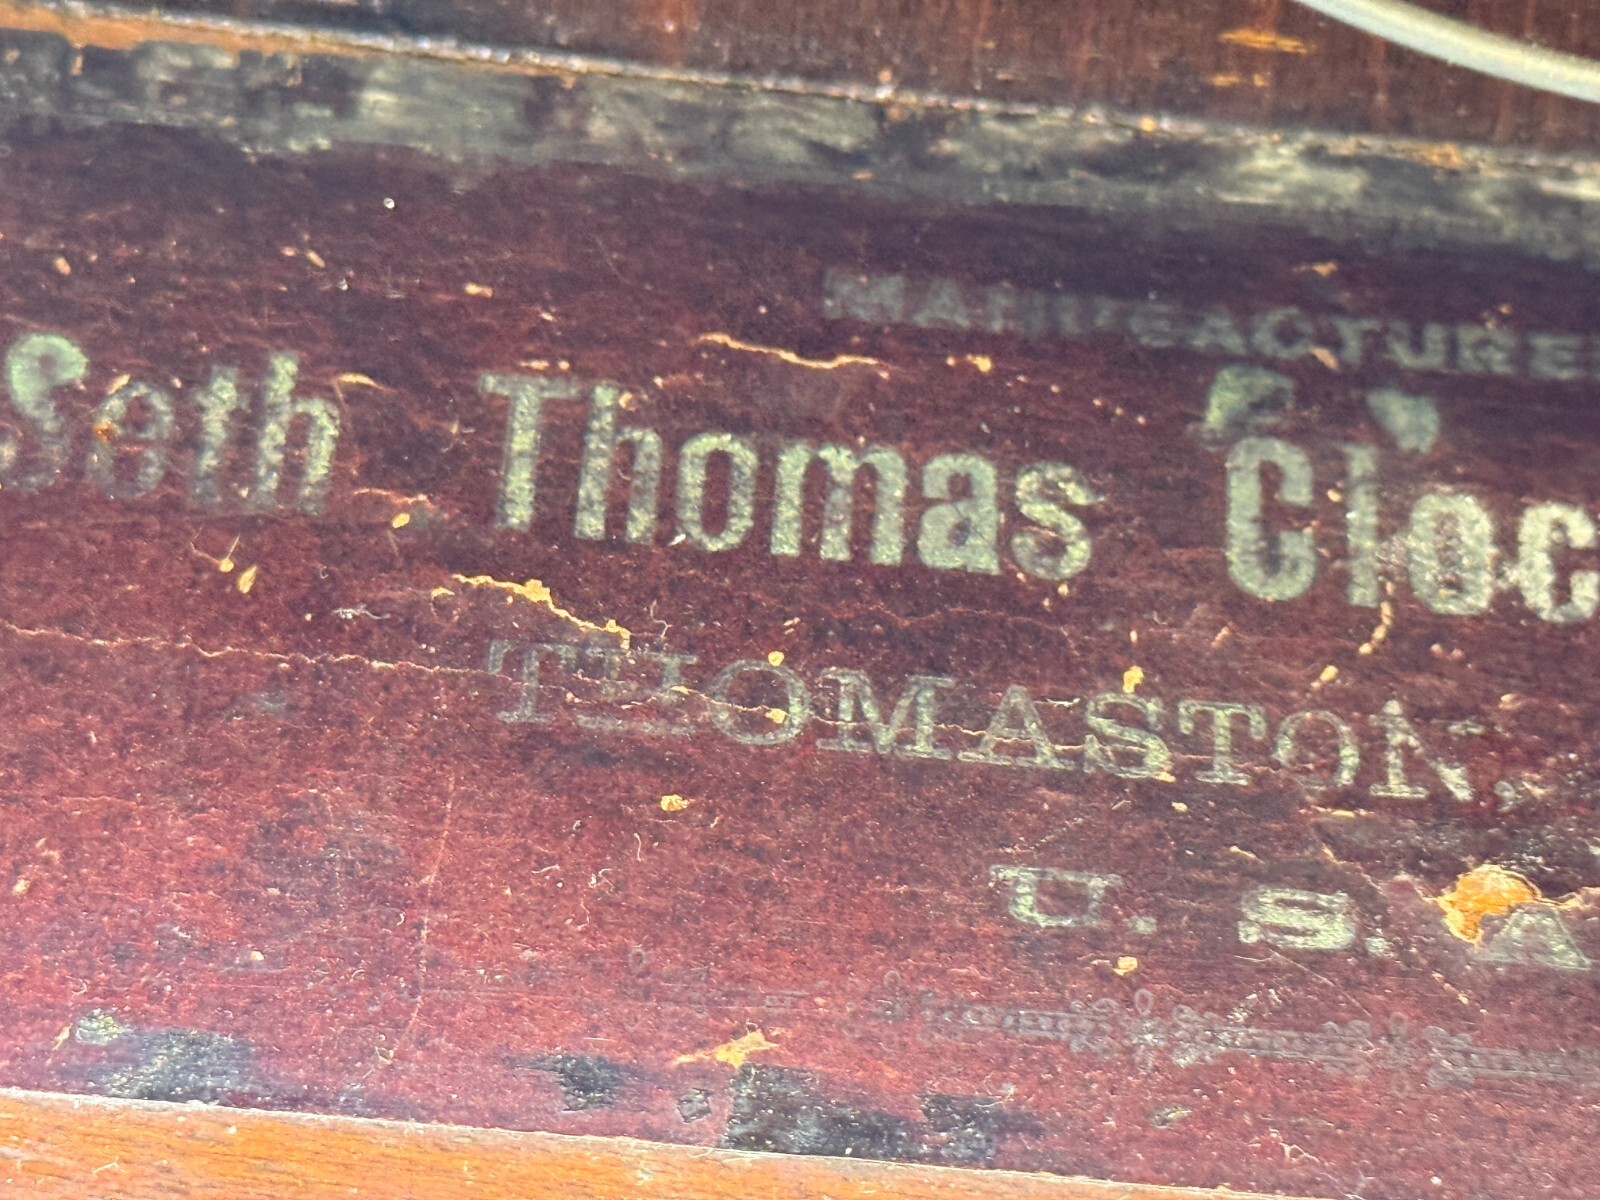 MANUFACTURE
Seth Thomas Cloc
THOMASTON,
U. S. A